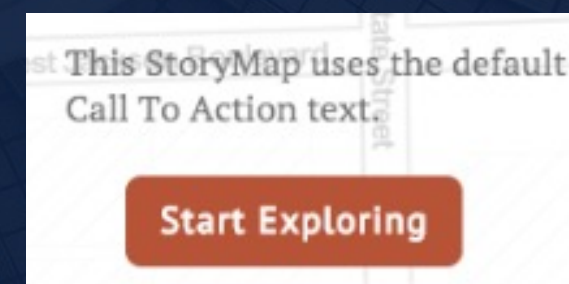 This StoryMap uses the default
Call To Action text.
Start Exploring